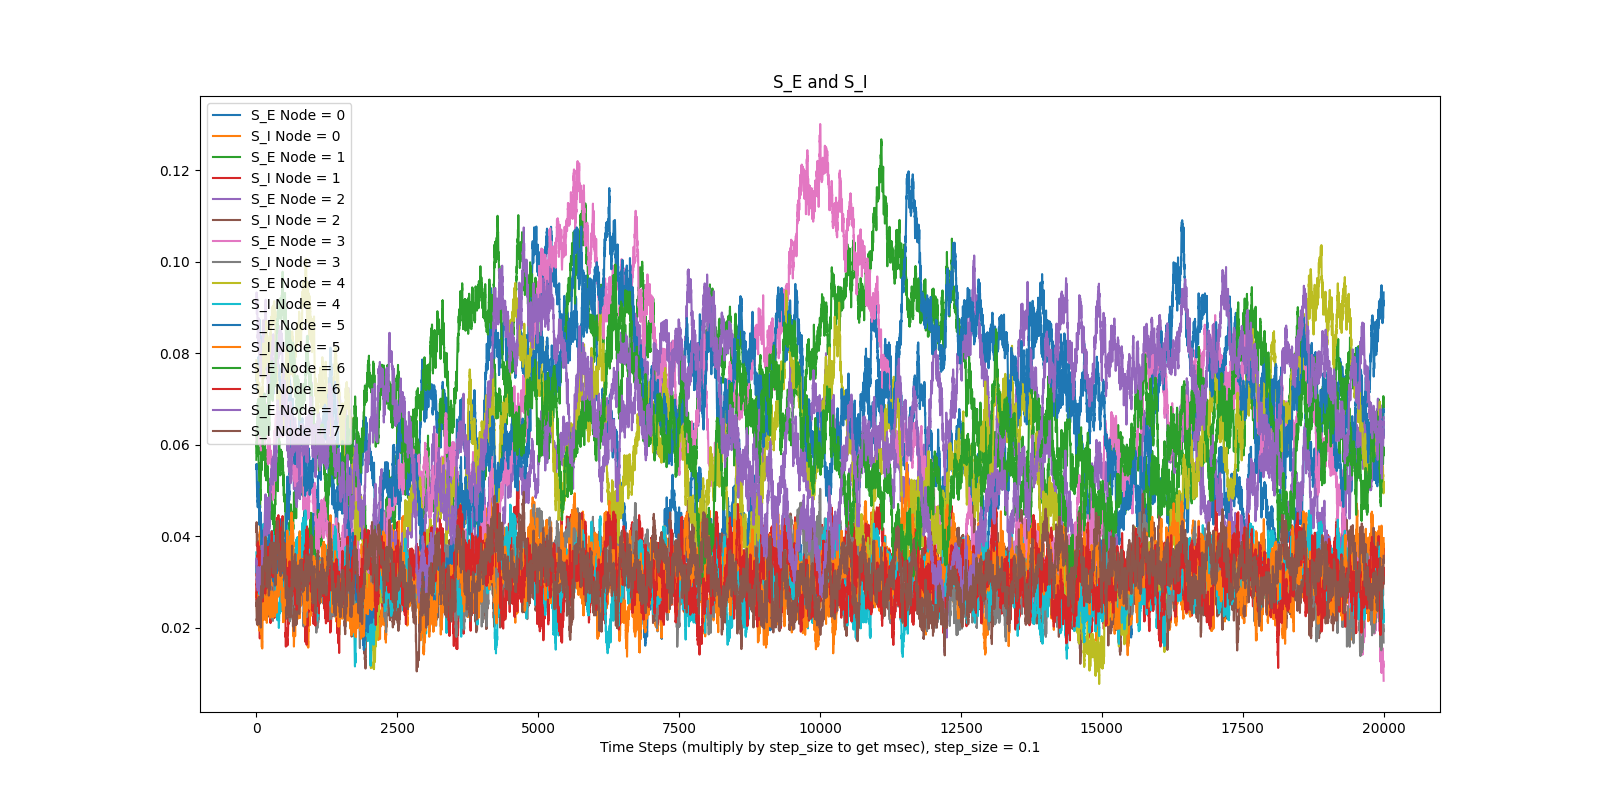 S_E and S_I
S_E Node = 0
S_I Node = 0
S_E Node = 1
S_I Node = 1
S_E Node = 2
S_I Node = 2
S_E Node = 3
S_I Node = 3
S_E Node = 4
S_I Node = 4
S_E Node = 5
S_I Node = 5
S_E Node = 6
S_I Node = 6
S_E Node = 7
S_I Node = 7
0.12
0.10
0.08
0.06
0.04
0.02
0 2500 5000 7500 10000 12500 15000 17500 20000
Time Steps (multiply by step_size to get msec), step_size = 0.1